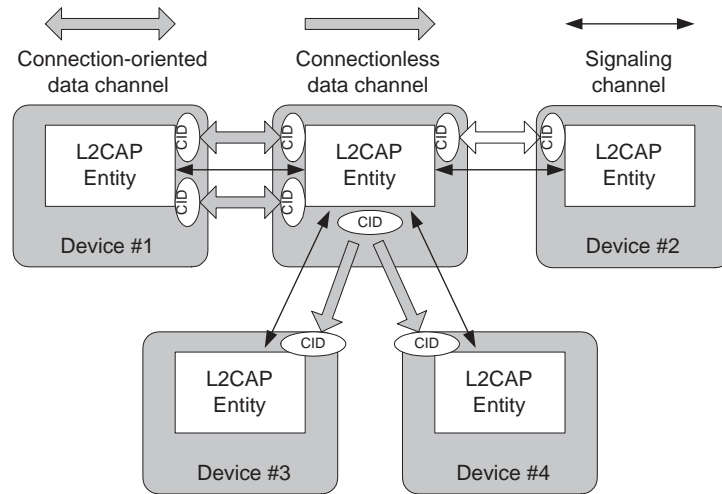 Connection-oriented
data channel
Connectionless
data channel
Signaling
channel
L2CAP
Entity
CID
CID
Device #1
CID
CID
L2CAP
Entity
CID
CID
CID
L2CAP
Entity
Device #2
CID
L2CAP
Entity
Device #3
CID
L2CAP
Entity
Device #4